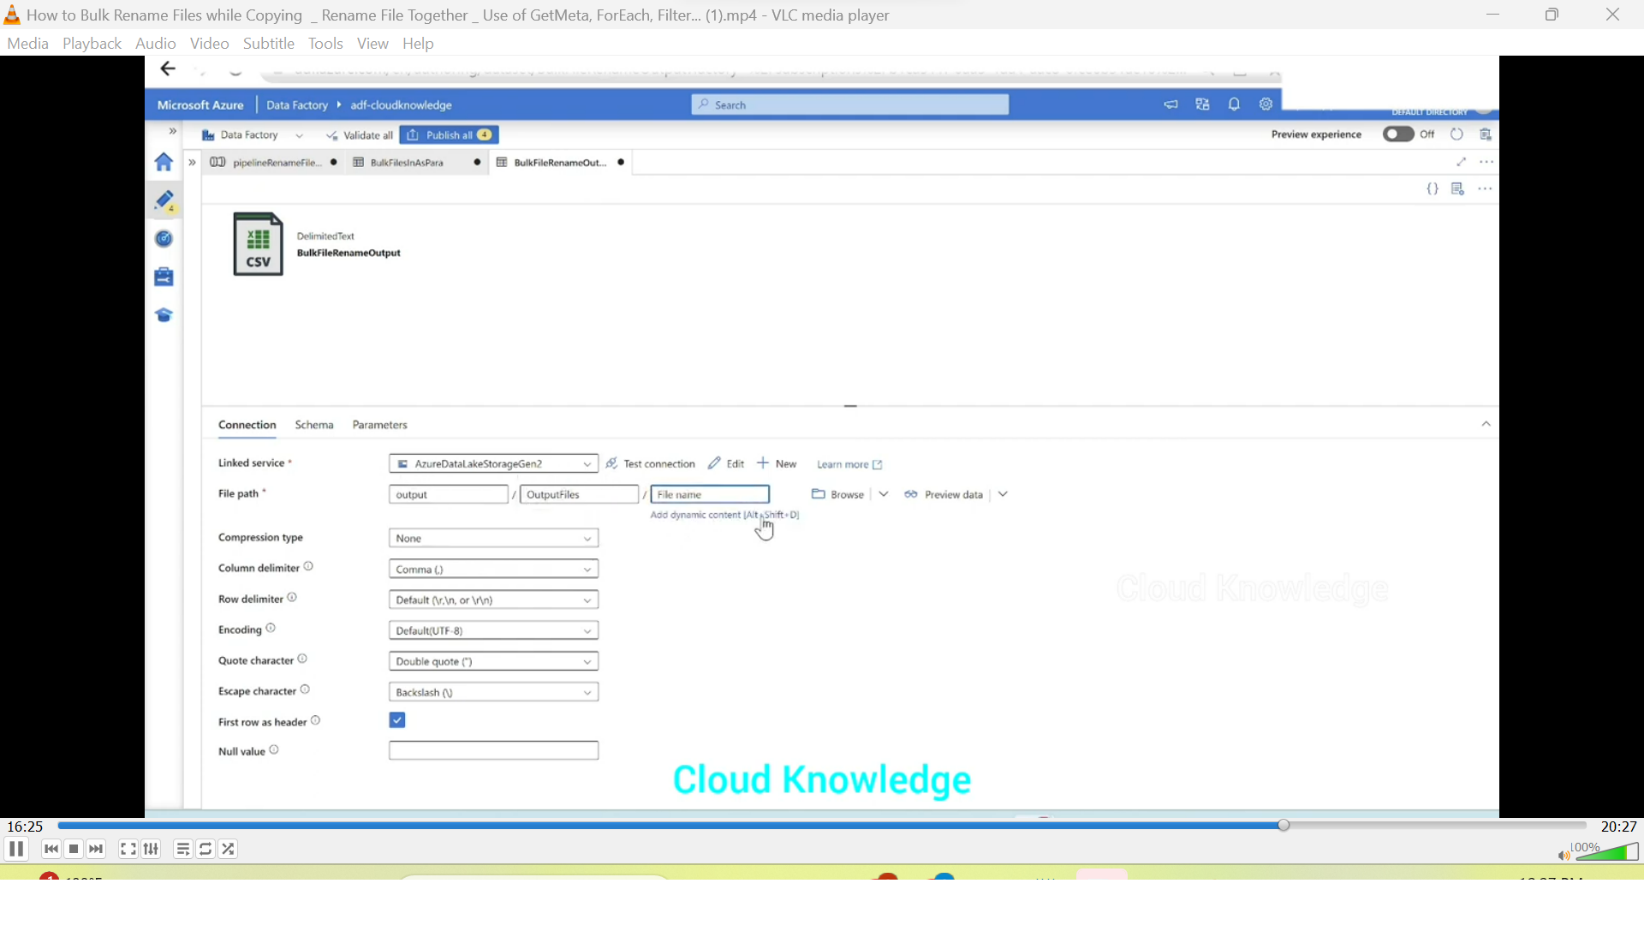 How to Bulk Rename Files while Copying _ Rename File Together _ Use of GetMeta, ForEach, Filter... (1).mp4 - VLC media player
Media Playback Audio Video Subtitle Tools View Help
Microsoft Azure Data Factory adf-cloudknowledge Search
DEFAULT DIRECTORY
Data Factory Validate all Publish all 4 Preview experience Off
pipelineRenameFile... BulkFilesInAsPara BulkFileRenameOut...
4
DelimitedText
BulkFileRenameOutput
CSV
Connection Schema Parameters
Linked service * AzureDataLakeStorageGen2 Test connection Edit New Learn more
File path * output / OutputFiles / File name Browse Preview data
Add dynamic content [Alt+Shift+D]
Compression type None
Column delimiter Comma (,)
Row delimiter Default (\r,\n, or \r\n)
Encoding Default(UTF-8)
Quote character Double quote (")
Escape character Backslash (\)
First row as header
Null value
Cloud Knowledge
Cloud Knowledge
16:25 20:27
100%